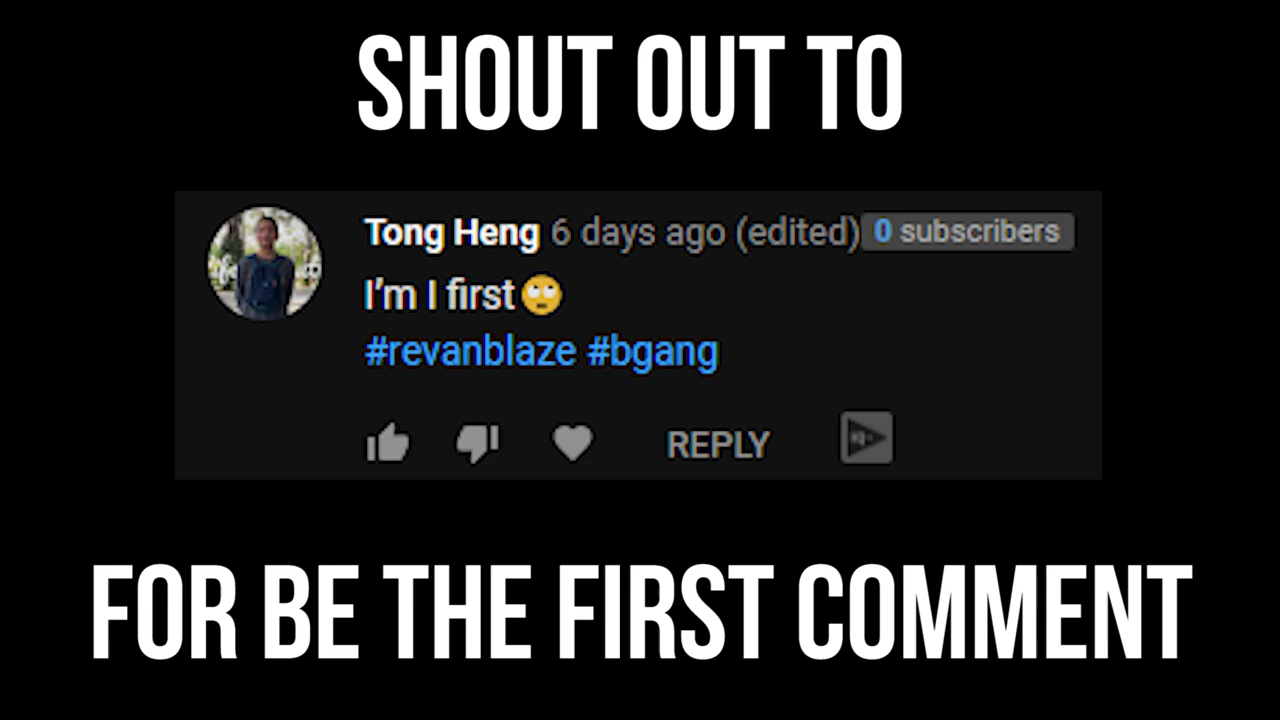 SHOUT OUT TO
Tong Heng 6 days ago (edited) 0 subscribers
I'm I first🙄
#revanblaze #bgang
REPLY
FOR BE THE FIRST COMMENT